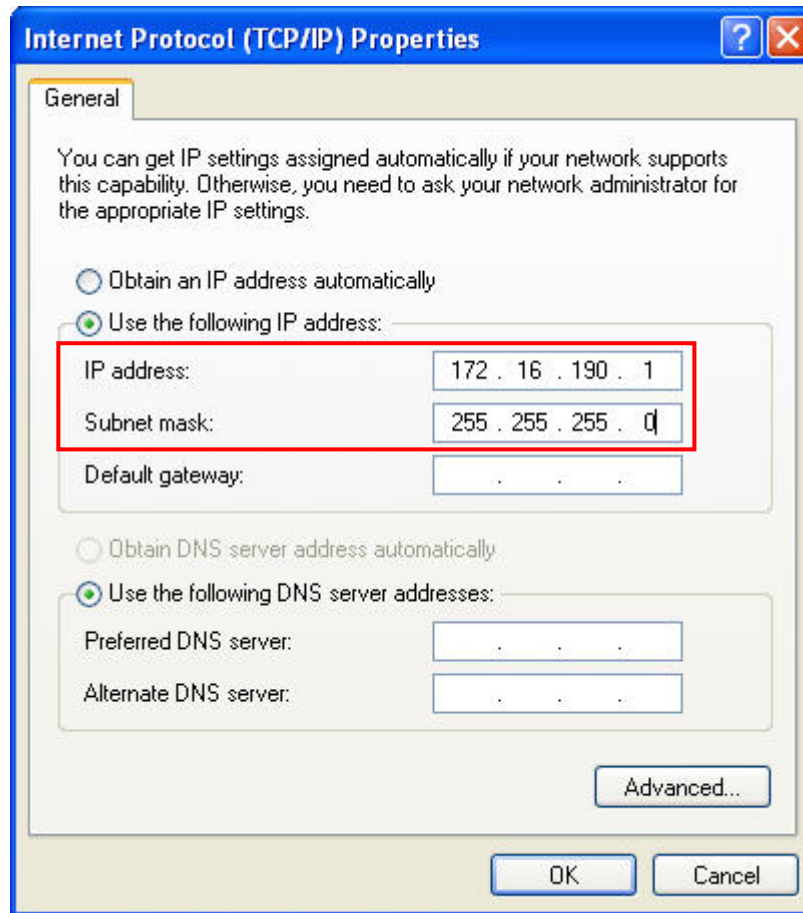 Internet Protocol (TCP/IP) Properties
?
General
You can get IP settings assigned automatically if your network supports
this capability. Otherwise, you need to ask your network administrator for
the appropriate IP settings.
Obtain an IP address automatically
Use the following IP address:
IP address: 172 . 16 . 190 . 1
Subnet mask: 255 . 255 . 255 . 0
Default gateway: . . .
Obtain DNS server address automatically
Use the following DNS server addresses:
Preferred DNS server: . . .
Alternate DNS server: . . .
Advanced...
OK Cancel